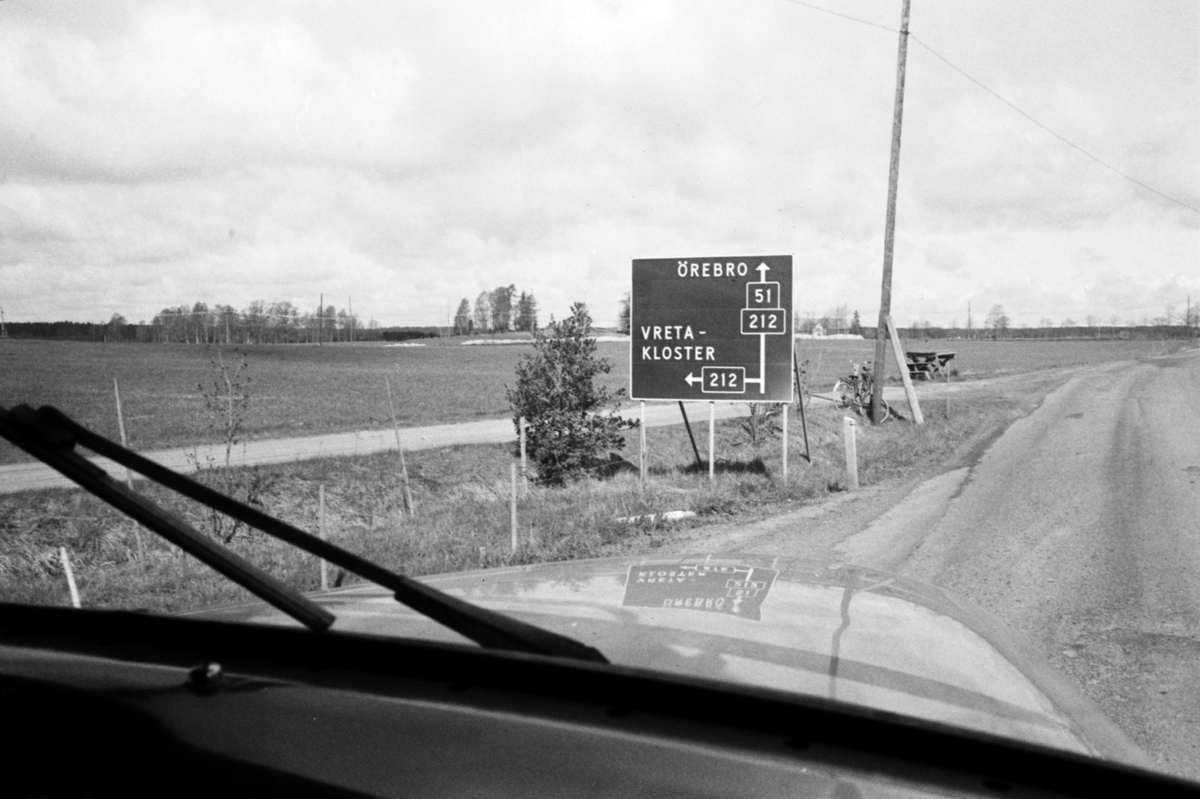 ÖREBRO
51
212
VRETA-
KLOSTER
212